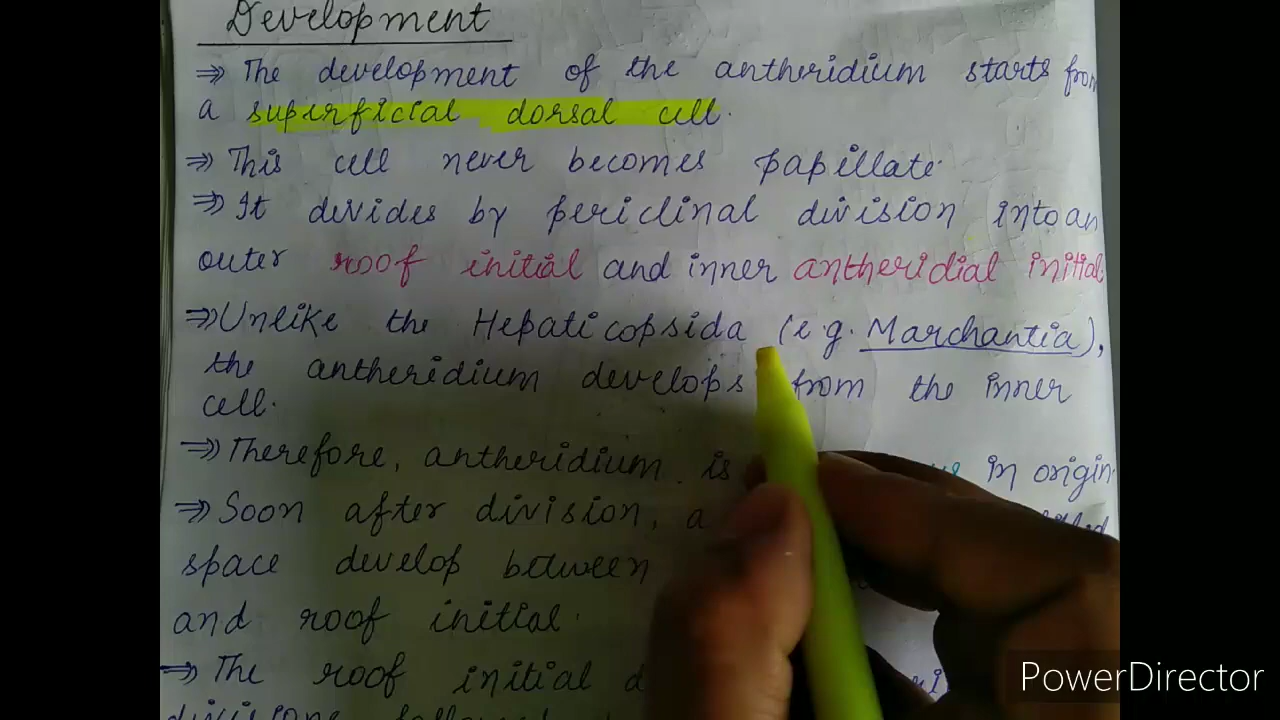 Development
⇒ The development of the antheridium starts from
a superficial dorsal cell.
⇒ This cell never becomes papillate.
⇒ It divides by periclinal division into an
outer roof initial and inner antheridial initial
⇒ Unlike the Hepaticopsida (e.g. Marchantia),
the antheridium develops from the inner
cell.
⇒ Therefore, antheridium is in origin.
⇒ Soon after division, a
space develop between
and roof initial.
⇒ The roof initial
PowerDirector